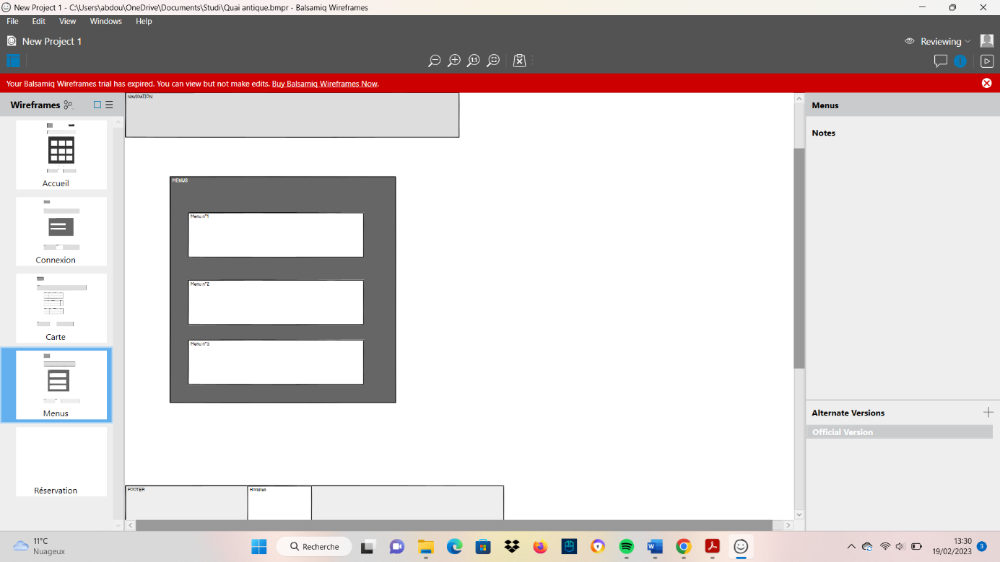 New Project 1 - C:\Users\abdou\OneDrive\Documents\Studi\Quai antique.bmpr - Balsamiq Wireframes
File Edit View Windows Help
New Project 1
Reviewing
1:1
Your Balsamiq Wireframes trial has expired. You can view but not make edits. Buy Balsamiq Wireframes Now.
Wireframes
Accueil
Connexion
Carte
Menus
Réservation
NAVIGATION
MENUS
Menu n°1
Menu n°2
Menu n°3
FOOTER
Horaires
Menus
Notes
Alternate Versions
Official Version
11°C
Nuageux
Recherche
13:30
19/02/2023
3